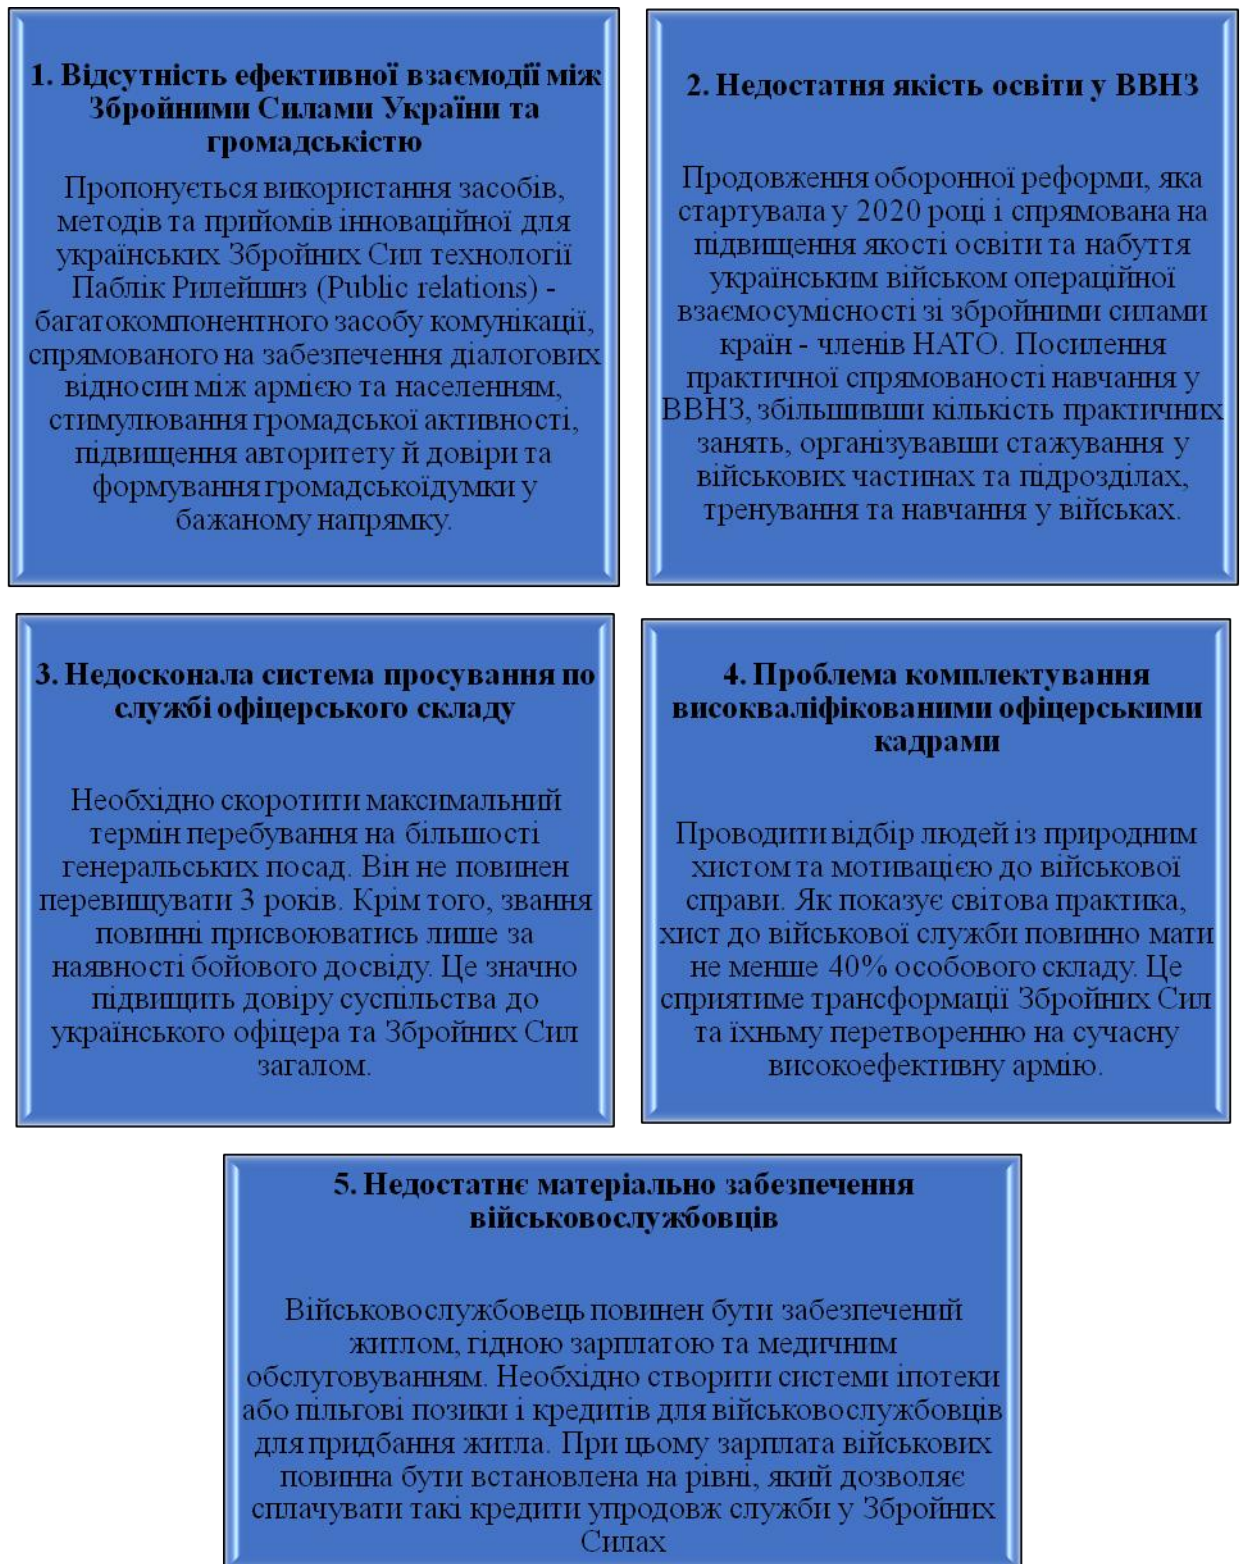 1. Відсутність ефективної взаємодії між
Збройними Силами України та
громадськістю
Пропонується використання засобів,
методів та прийомів інноваційної для
українських Збройних Сил технології
Паблік Рилейшнз (Public relations) -
багатокомпонентного засобу комунікації,
спрямованого на забезпечення діалогових
відносин між армією та населенням,
стимулювання громадської активності,
підвищення авторитету й довіри та
формування громадськоїдумки у
бажаному напрямку.
2. Недостатня якість освіти у ВВНЗ
Продовження оборонної реформи, яка
стартувала у 2020 році і спрямована на
підвищення якості освіти та набуття
українським військом операційної
взаємосумісності зі збройними силами
країн - членів НАТО. Посилення
практичної спрямованості навчання у
ВВНЗ, збільшивши кількість практичних
занять, організувавши стажування у
військових частинах та підрозділах,
тренування та навчання у військах.
3. Недосконала система просування по
службі офіцерського складу
Необхідно скоротити максимальний
термін перебування на більшості
генеральських посад. Він не повинен
перевищувати 3 років. Крім того, звання
повинні присвоюватись лише за
наявності бойового досвіду. Це значно
підвищить довіру суспільства до
українського офіцера та Збройних Сил
загалом.
4. Проблема комплектування
високваліфікованими офіцерськими
кадрами
Проводити відбір людей із природним
хистом та мотивацією до військової
справи. Як показує світова практика,
хист до військової служби повинно мати
не менше 40% особового складу. Це
сприятиме трансформації Збройних Сил
та їхньому перетворенню на сучасну
високоефективну армію.
5. Недостатнє матеріально забезпечення
військовослужбовців
Військовослужбовець повинен бути забезпечений
житлом, гідною зарплатою та медичним
обслуговуванням. Необхідно створити системи іпотеки
або пільгові позики і кредитів для військовослужбовців
для придбання житла. При цьому зарплата військових
повинна бути встановлена на рівні, який дозволяє
сплачувати такі кредити упродовж служби у Збройних
Силах